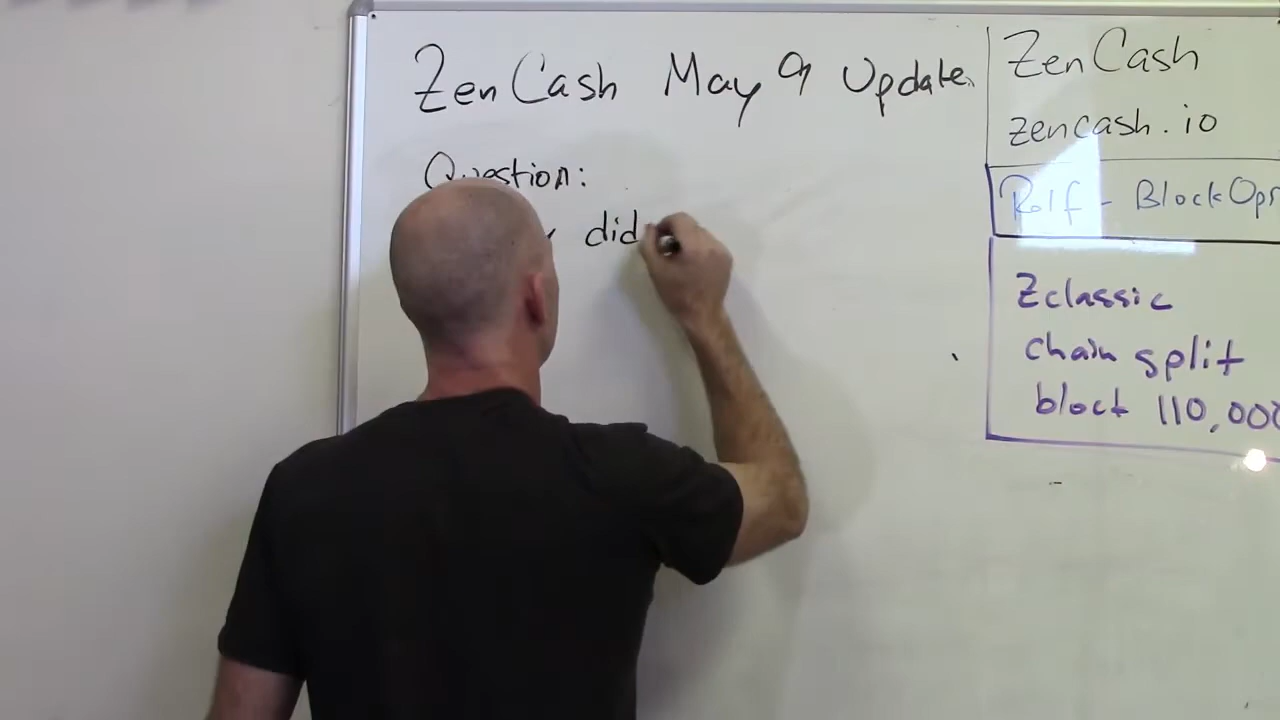 ZenCash May 9 Update
Question:
did
ZenCash
zencash.io
Rolf - BlockOps
Zclassic
chain split
block 110,000